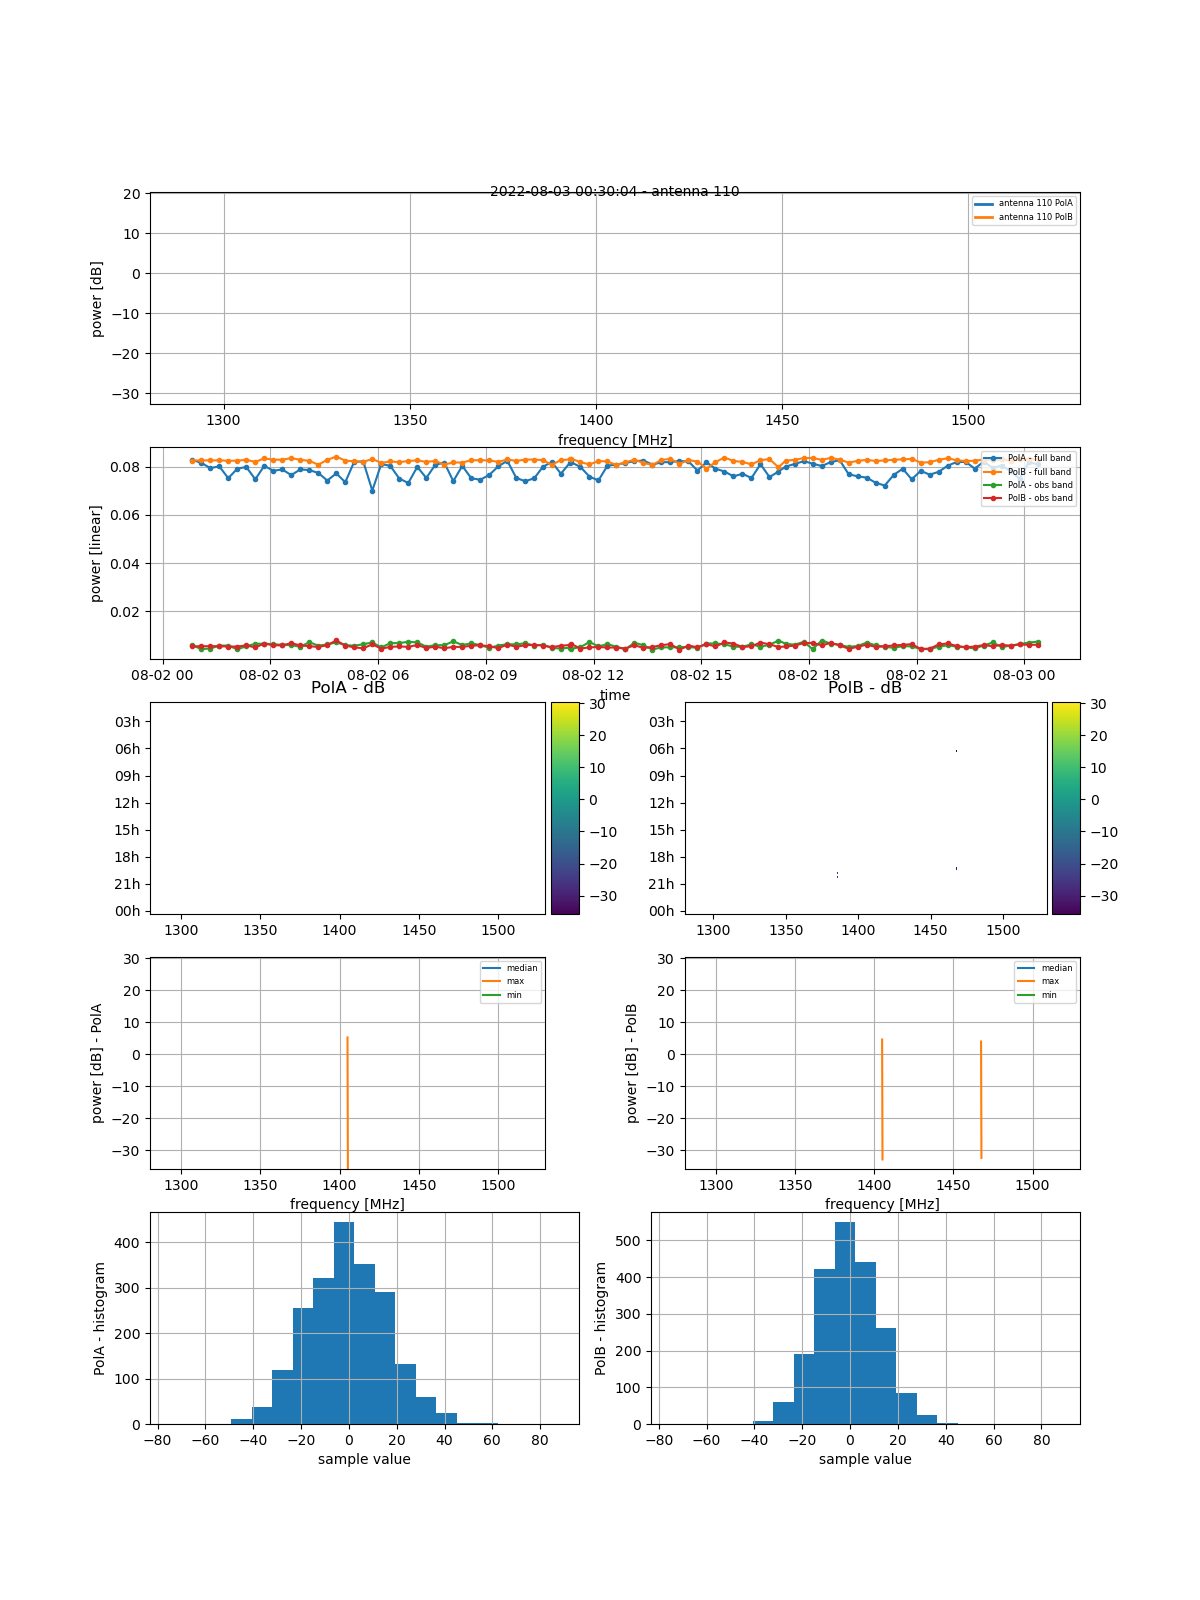 2022-08-03 00:30:04 - antenna 110
power [dB]
20
10
0
−10
−20
−30
antenna 110 PolA
antenna 110 PolB
1300 1350 1400 1450 1500
frequency [MHz]
power [linear]
0.08
0.06
0.04
0.02
PolA - full band
PolB - full band
PolA - obs band
PolB - obs band
08-02 00 08-02 03 08-02 06 08-02 09 08-02 12 08-02 15 08-02 18 08-02 21 08-03 00
time
PolA - dB
03h
06h
09h
12h
15h
18h
21h
00h
1300 1350 1400 1450 1500
30
20
10
0
−10
−20
−30
PolB - dB
03h
06h
09h
12h
15h
18h
21h
00h
1300 1350 1400 1450 1500
30
20
10
0
−10
−20
−30
power [dB] - PolA
30
20
10
0
−10
−20
−30
median
max
min
1300 1350 1400 1450 1500
frequency [MHz]
power [dB] - PolB
30
20
10
0
−10
−20
−30
median
max
min
1300 1350 1400 1450 1500
frequency [MHz]
PolA - histogram
400
300
200
100
0
−80 −60 −40 −20 0 20 40 60 80
sample value
PolB - histogram
500
400
300
200
100
0
−80 −60 −40 −20 0 20 40 60 80
sample value